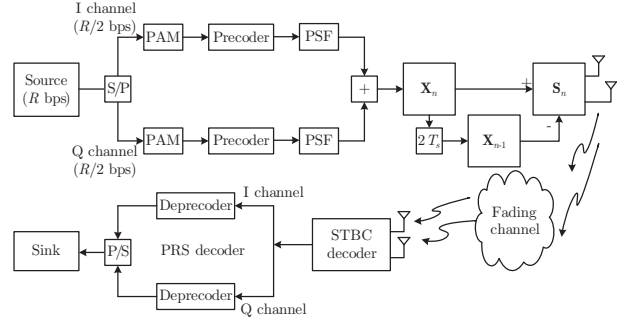 I channel
(R/2 bps)
PAM
Precoder
PSF
Source
(R bps)
S/P
+
X_n
+
S_n
-
2 T_s
X_{n-1}
PAM
Precoder
PSF
Q channel
(R/2 bps)
I channel
Deprecoder
Fading
channel
STBC
decoder
Sink
P/S
PRS decoder
Deprecoder
Q channel